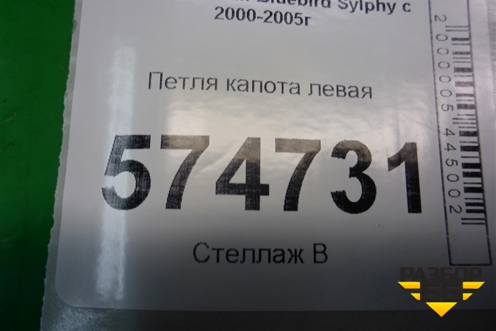 Bluebird Sylphy с
2000-2005г
Петля капота левая
574731
Стеллаж В
2000005445002
РАЗБОР